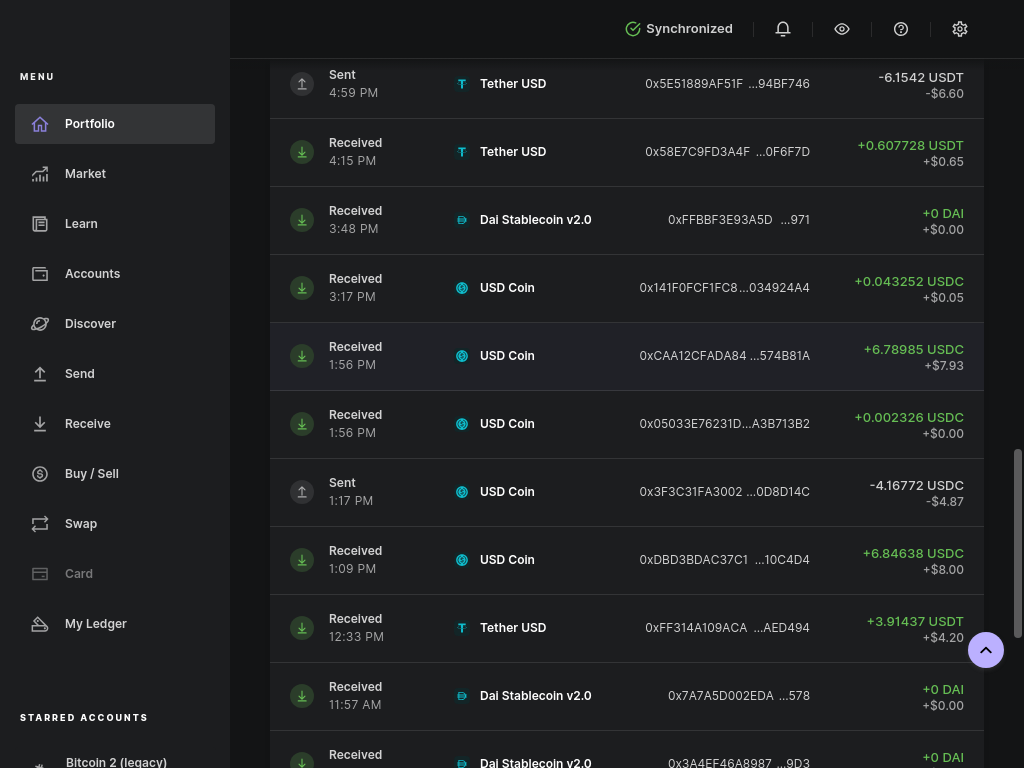 Synchronized
MENU
Portfolio
Market
Learn
Accounts
Discover
Send
Receive
Buy / Sell
Swap
Card
My Ledger
STARRED ACCOUNTS
Bitcoin 2 (legacy)
Sent
4:59 PM
Tether USD
0x5E51889AF51F ...94BF746
-6.1542 USDT
-$6.60
Received
4:15 PM
Tether USD
0x58E7C9FD3A4F ...0F6F7D
+0.607728 USDT
+$0.65
Received
3:48 PM
Dai Stablecoin v2.0
0xFFBBF3E93A5D ...971
+0 DAI
+$0.00
Received
3:17 PM
USD Coin
0x141F0FCF1FC8...034924A4
+0.043252 USDC
+$0.05
Received
1:56 PM
USD Coin
0xCAA12CFADA84 ...574B81A
+6.78985 USDC
+$7.93
Received
1:56 PM
USD Coin
0x05033E76231D...A3B713B2
+0.002326 USDC
+$0.00
Sent
1:17 PM
USD Coin
0x3F3C31FA3002 ...0D8D14C
-4.16772 USDC
-$4.87
Received
1:09 PM
USD Coin
0xDBD3BDAC37C1 ...10C4D4
+6.84638 USDC
+$8.00
Received
12:33 PM
Tether USD
0xFF314A109ACA ...AED494
+3.91437 USDT
+$4.20
Received
11:57 AM
Dai Stablecoin v2.0
0x7A7A5D002EDA ...578
+0 DAI
+$0.00
Received
Dai Stablecoin v2.0
0x3A4EF46A8987 ...9D3
+0 DAI